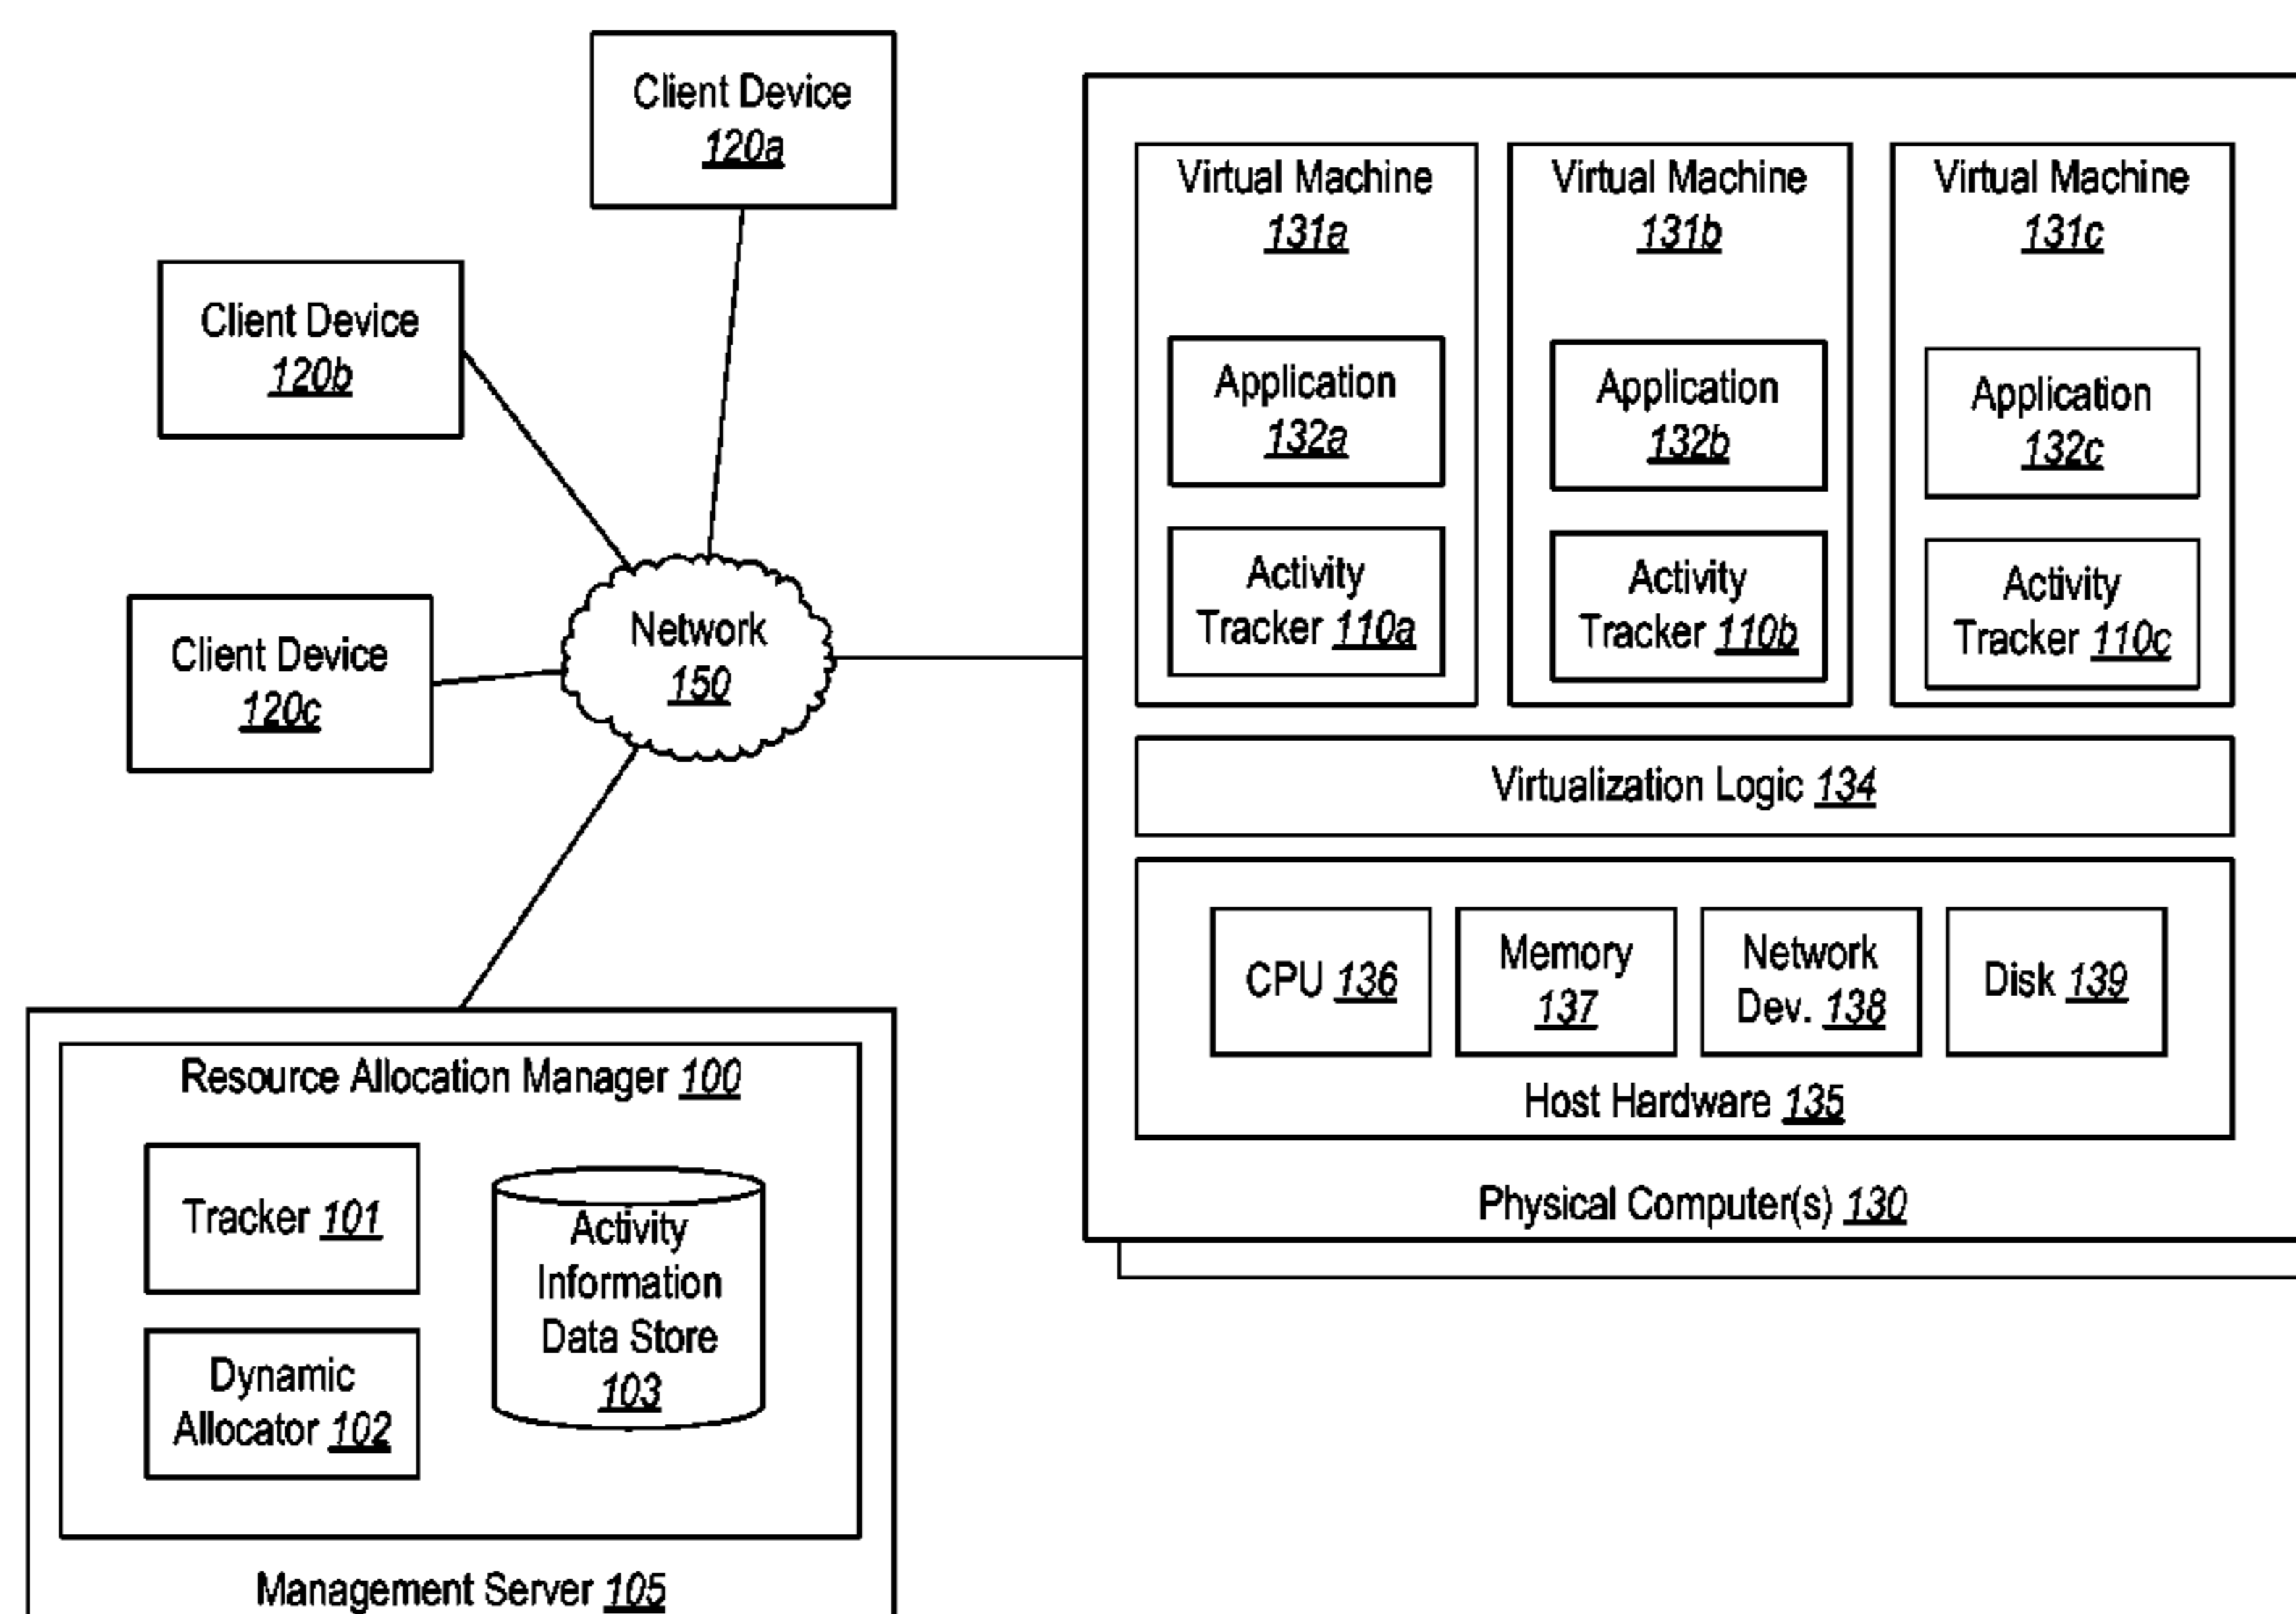 Client Device
120a
Client Device
120b
Client Device
120c
Network
150
Virtual Machine
131a
Application
132a
Activity
Tracker 110a
Virtual Machine
131b
Application
132b
Activity
Tracker 110b
Virtual Machine
131c
Application
132c
Activity
Tracker 110c
Virtualization Logic 134
CPU 136
Memory
137
Network
Dev. 138
Disk 139
Host Hardware 135
Physical Computer(s) 130
Resource Allocation Manager 100
Tracker 101
Dynamic
Allocator 102
Activity
Information
Data Store
103
Management Server 105